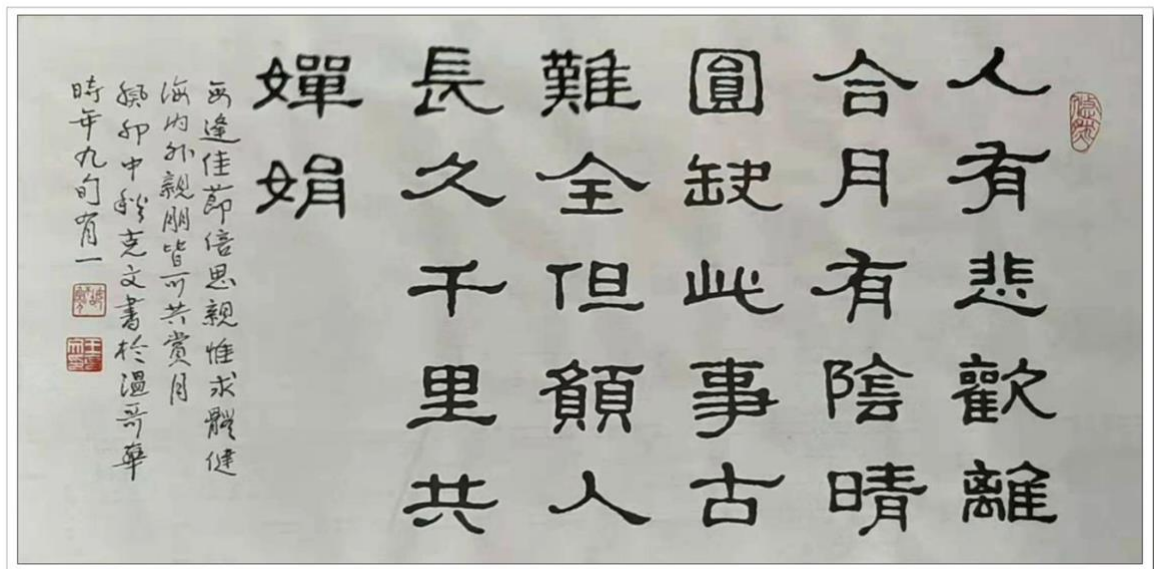 人有悲歡離
合月有陰晴
圓缺此事古
難全但願人
長久千里共
嬋娟
每逢佳節倍思親惟求體健
海內外親朋皆可共賞月
癸卯中秋克文書於溫哥華
時年九旬有一